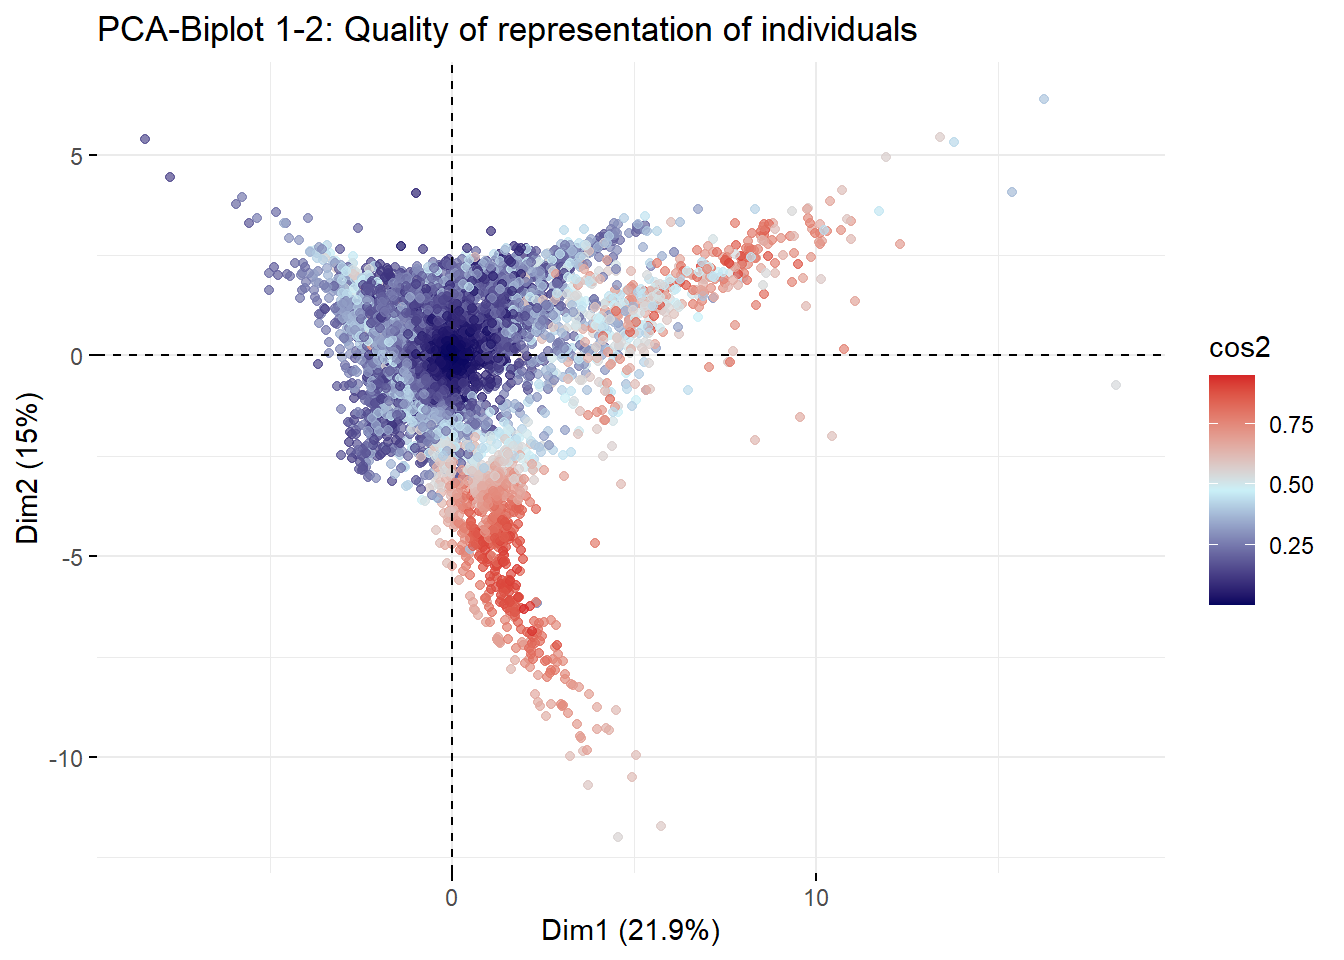 PCA-Biplot 1-2: Quality of representation of individuals
5
0
-5
-10
Dim2 (15%)
0
10
Dim1 (21.9%)
cos2
0.75
0.50
0.25